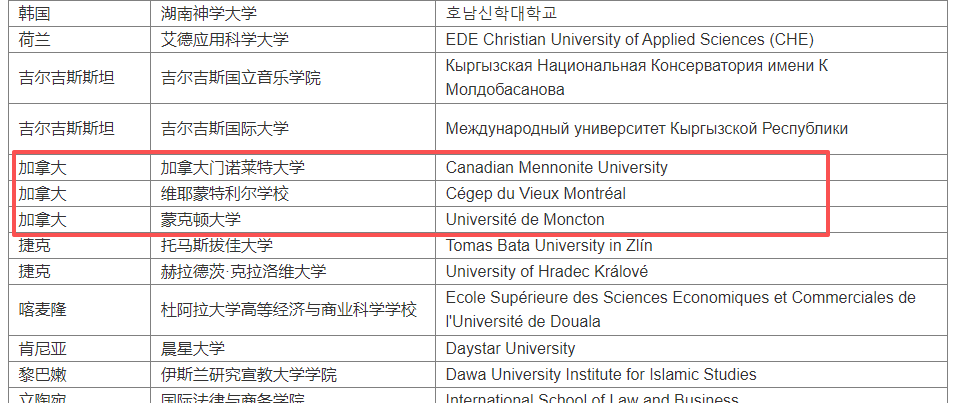 韩国 湖南神学大学 호남신학대학교
荷兰 艾德应用科学大学 EDE Christian University of Applied Sciences (CHE)
吉尔吉斯斯坦 吉尔吉斯国立音乐学院 Кыргызская Национальная Консерватория имени К
Молдобасанова
吉尔吉斯斯坦 吉尔吉斯国际大学 Международный университет Кыргызской Республики
加拿大 加拿大门诺莱特大学 Canadian Mennonite University
加拿大 维耶蒙特利尔学校 Cégep du Vieux Montréal
加拿大 蒙克顿大学 Université de Moncton
捷克 托马斯拔佳大学 Tomas Bata University in Zlín
捷克 赫拉德茨·克拉洛维大学 University of Hradec Králové
喀麦隆 杜阿拉大学高等经济与商业科学学校 Ecole Supérieure des Sciences Economiques et Commerciales de
l'Université de Douala
肯尼亚 晨星大学 Daystar University
黎巴嫩 伊斯兰研究宣教大学学院 Dawa University Institute for Islamic Studies
立陶宛 国际法律与商务学院 International School of Law and Business